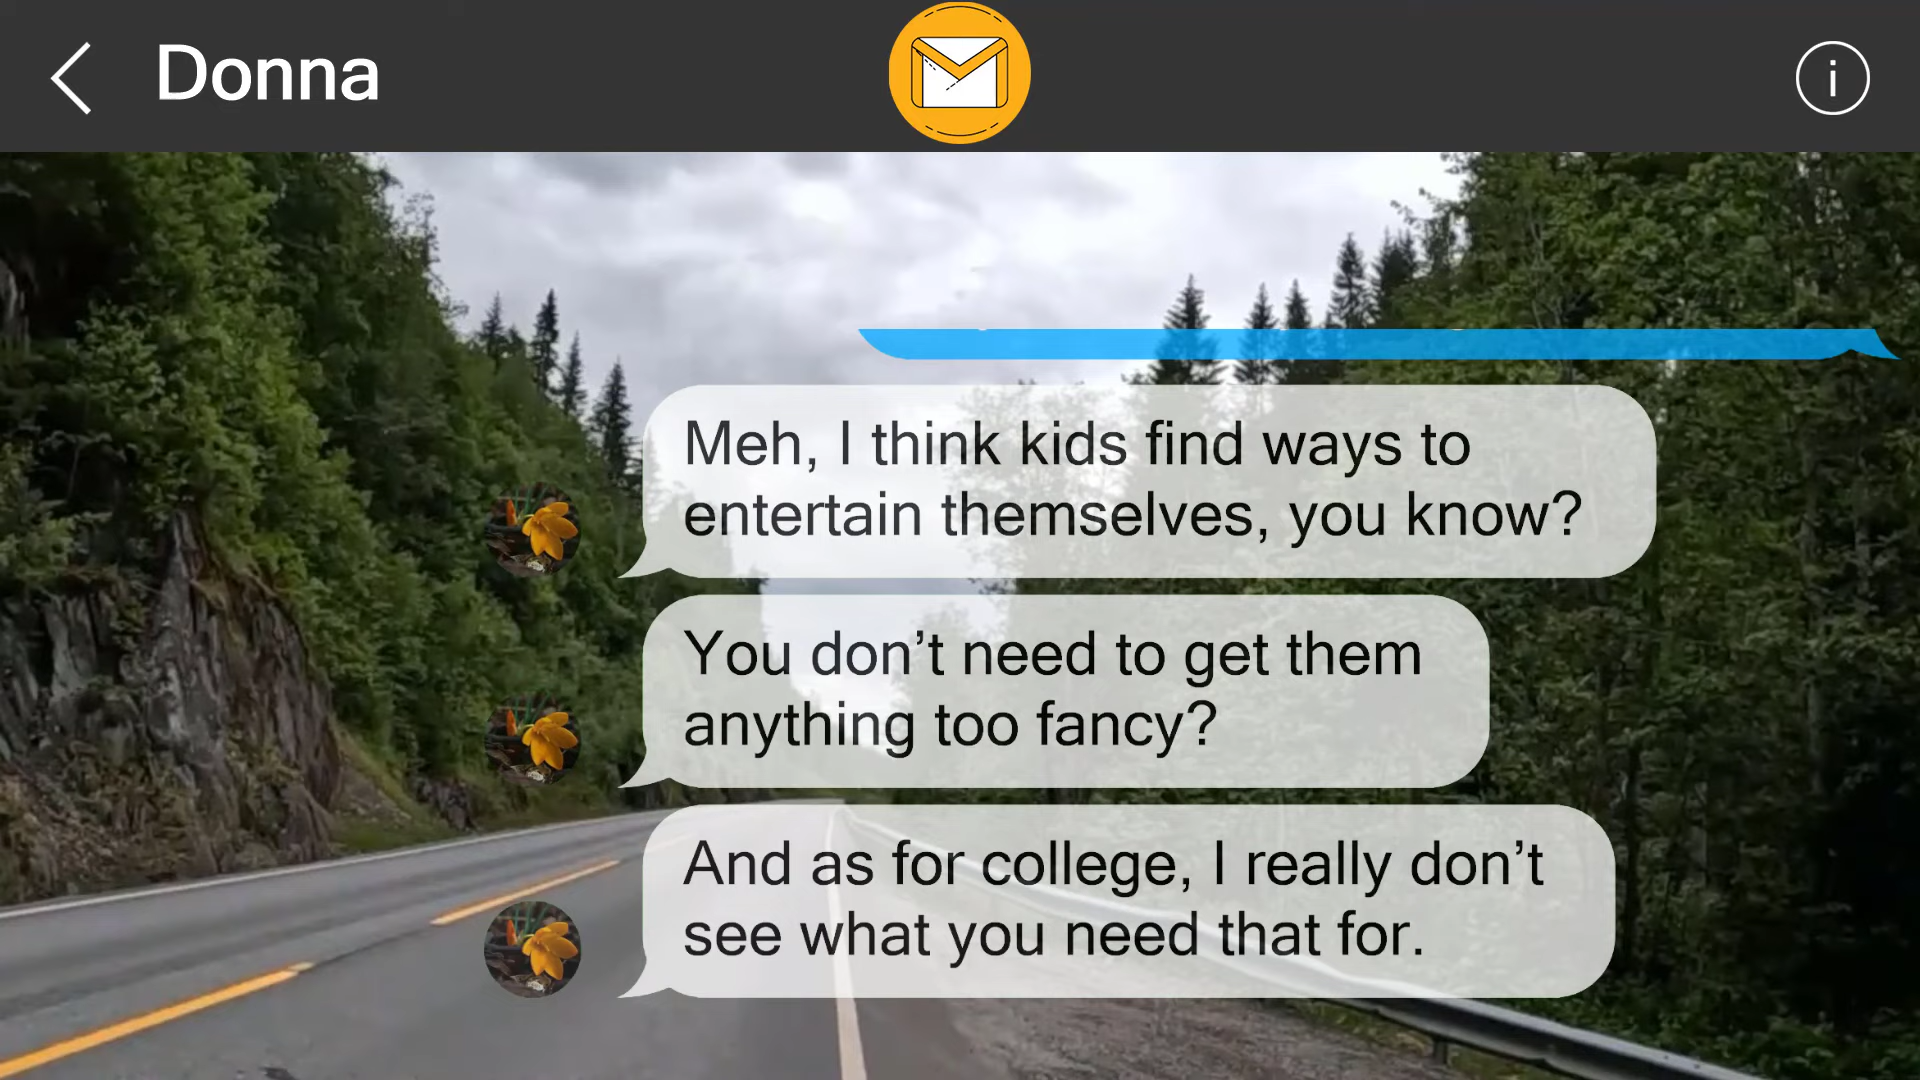 Donna
Meh, I think kids find ways to
entertain themselves, you know?
You don’t need to get them
anything too fancy?
And as for college, I really don’t
see what you need that for.